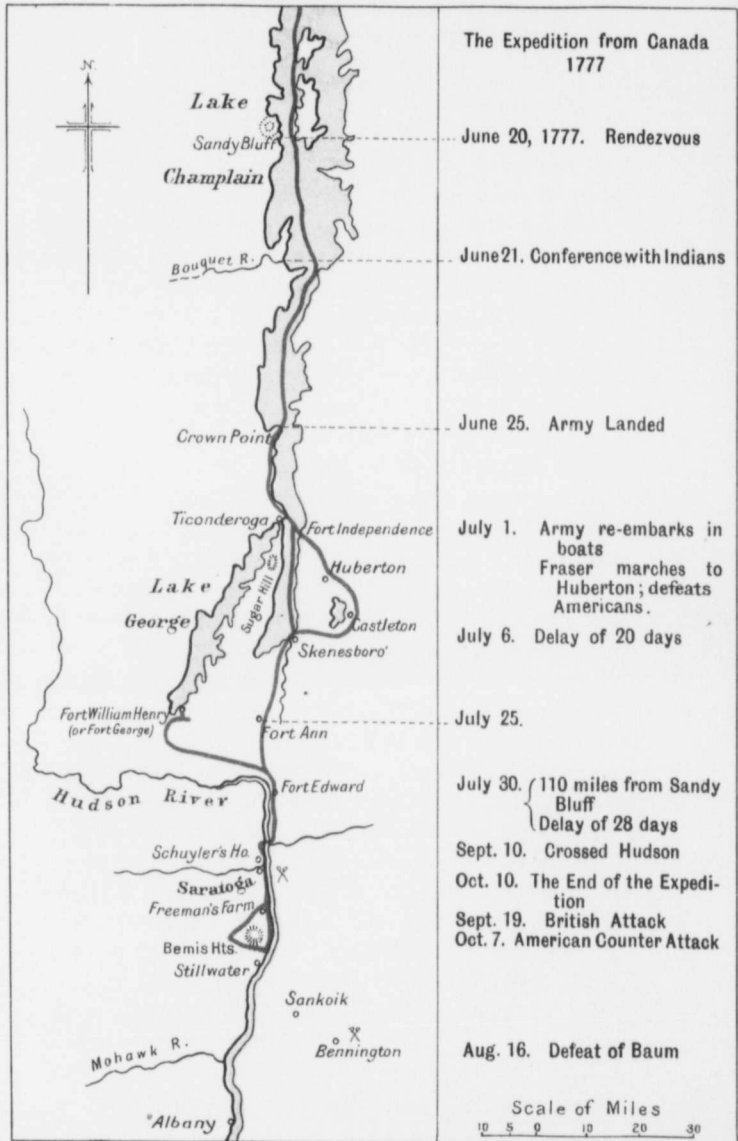 The Expedition from Canada
1777
N.
Lake
Sandy Bluff
Champlain
June 20, 1777. Rendezvous
Bouquet R.
June 21. Conference with Indians
Crown Point
June 25. Army Landed
Ticonderoga
Fort Independence
Lake
George
Sugar Hill
Huberton
Castleton
Skenesboro'
July 1. Army re-embarks in
boats
Fraser marches to
Huberton; defeats
Americans.
July 6. Delay of 20 days
Fort William Henry
(or Fort George)
Fort Ann
July 25.
Hudson River
Fort Edward
July 30. 110 miles from Sandy
Bluff
Delay of 28 days
Schuyler's Ho.
Sept. 10. Crossed Hudson
Saratoga
Oct. 10. The End of the Expedi-
tion
Freeman's Farm
Sept. 19. British Attack
Bemis Hts.
Oct. 7. American Counter Attack
Stillwater
Sankoik
Mohawk R.
Bennington
Aug. 16. Defeat of Baum
Albany
Scale of Miles
10 5 0 10 20 30